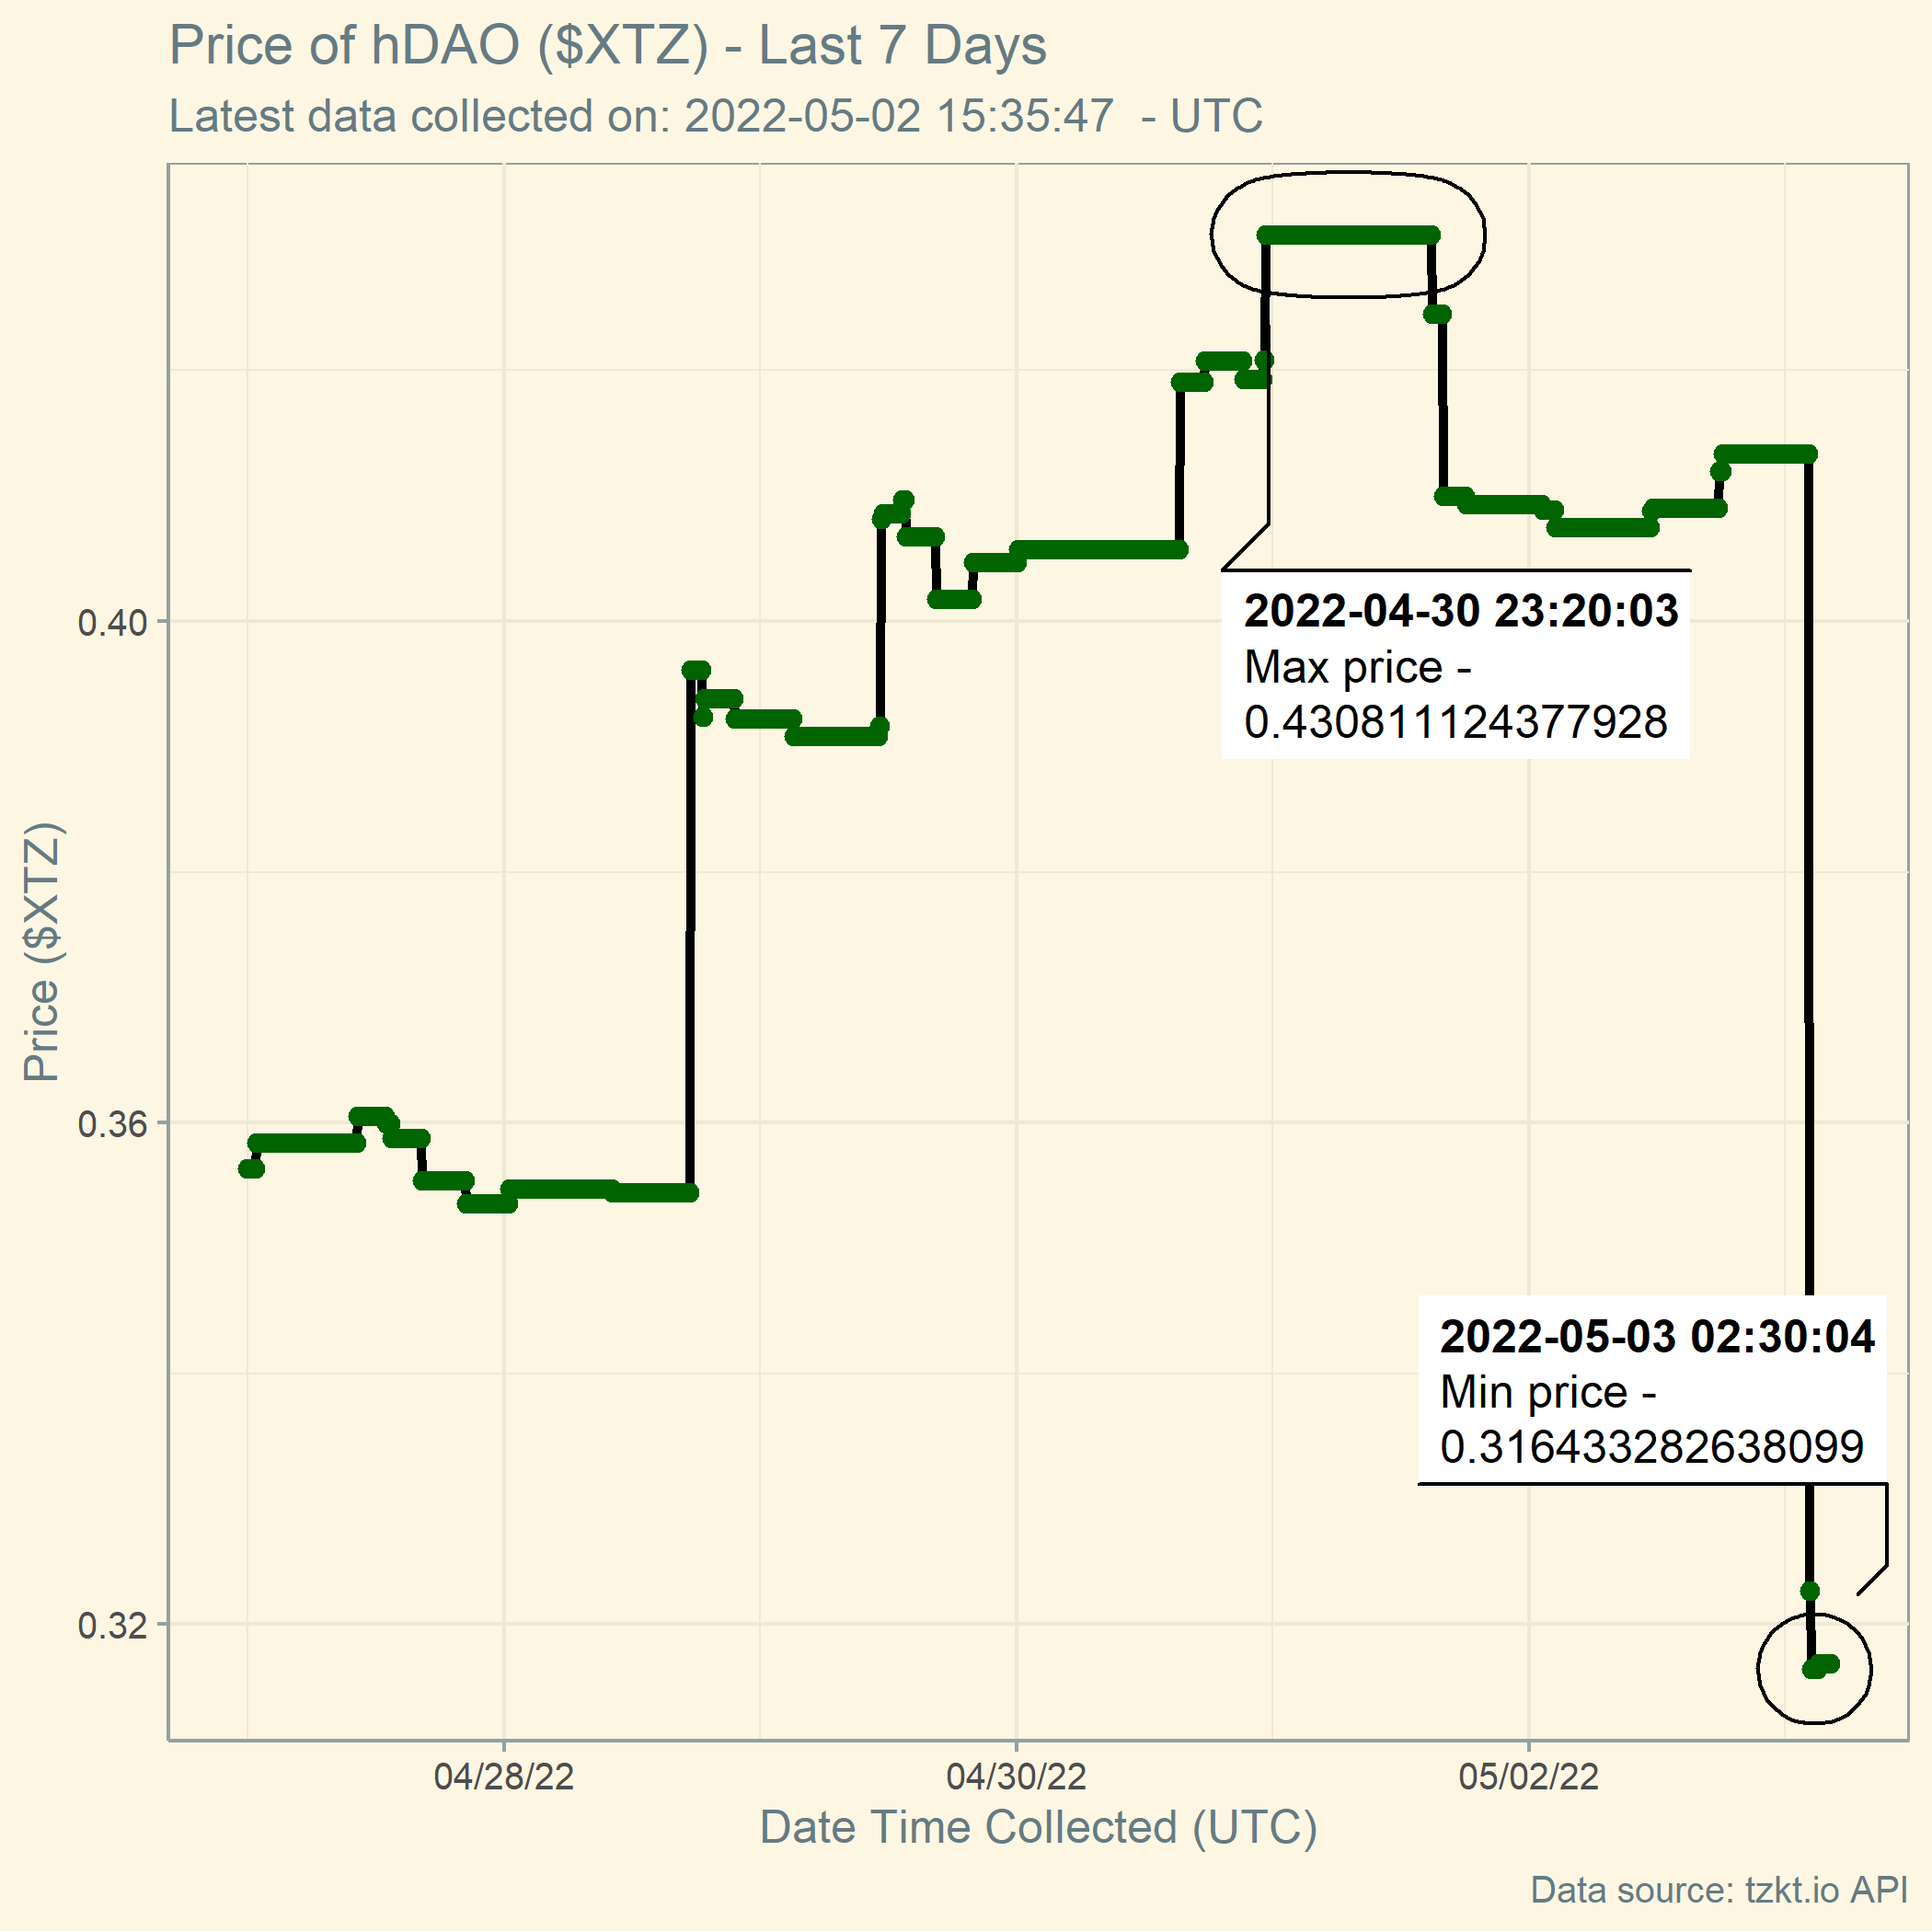 Price of hDAO ($XTZ) - Last 7 Days
Latest data collected on: 2022-05-02 15:35:47  - UTC
Price ($XTZ)
0.40
0.36
0.32
2022-04-30 23:20:03
Max price -
0.430811124377928
2022-05-03 02:30:04
Min price -
0.316433282638099
04/28/22
04/30/22
05/02/22
Date Time Collected (UTC)
Data source: tzkt.io API